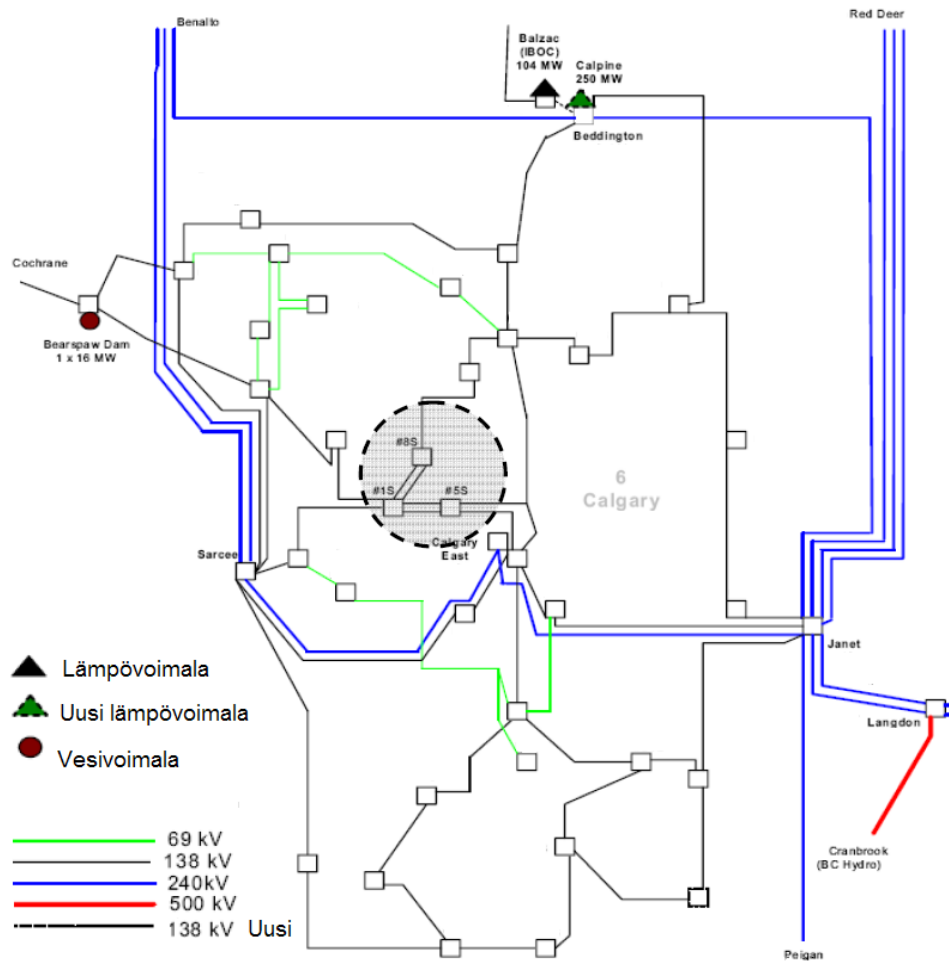 Benalto
Red Deer
Balzac
(IBOC)
104 MW
Calpine
250 MW
Beddington
Cochrane
Bearspaw Dam
1 x 16 MW
#8S
6
Calgary
#1S
#5S
Calgary
East
Sarcee
Janet
Lämpövoimala
Langdon
Uusi lämpövoimala
Vesivoimala
69 kV
138 kV
Cranbrook
(BC Hydro)
240kV
500 kV
138 kV Uusi
Peigan